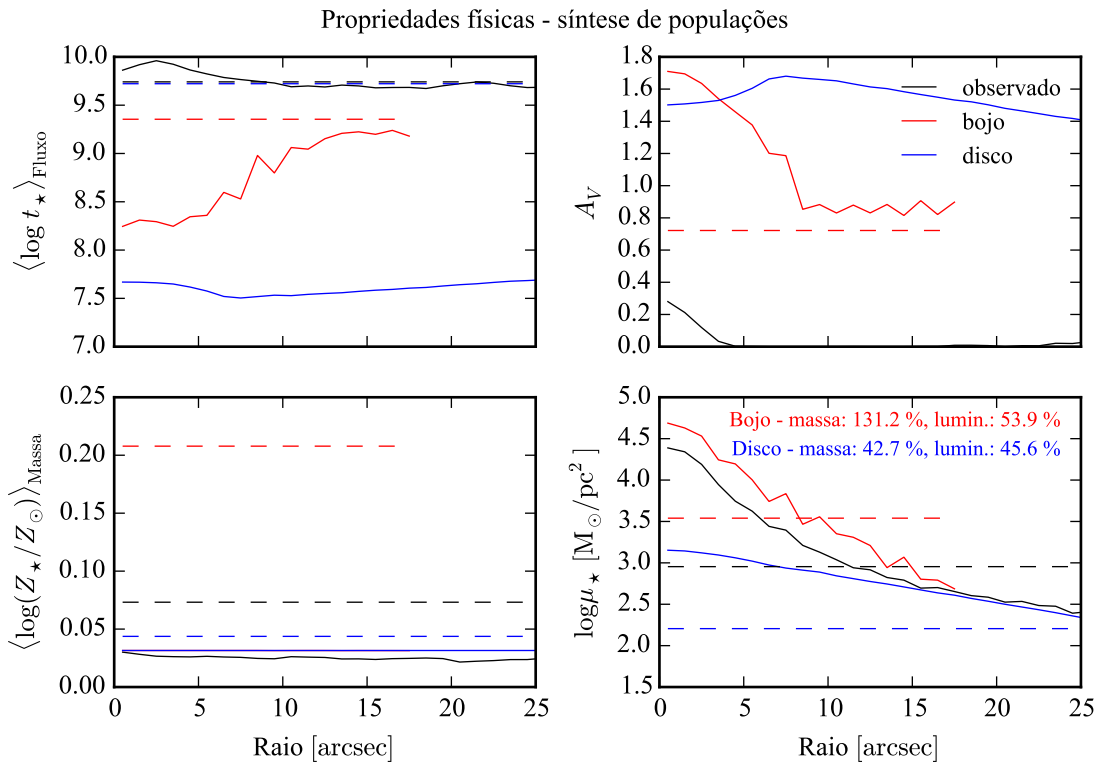 Propriedades físicas - síntese de populações
10.0
9.5
9.0
8.5
8.0
7.5
7.0
⟨log t⋆⟩Fluxo
1.8
1.6
1.4
1.2
1.0
0.8
0.6
0.4
0.2
0.0
A_V
observado
bojo
disco
0.25
0.20
0.15
0.10
0.05
0.00
⟨log(Z⋆/Z⊙)⟩Massa
0 5 10 15 20 25
Raio [arcsec]
5.0
4.5
4.0
3.5
3.0
2.5
2.0
1.5
logμ⋆ [M⊙/pc²]
Bojo - massa: 131.2 %, lumin.: 53.9 %
Disco - massa: 42.7 %, lumin.: 45.6 %
0 5 10 15 20 25
Raio [arcsec]